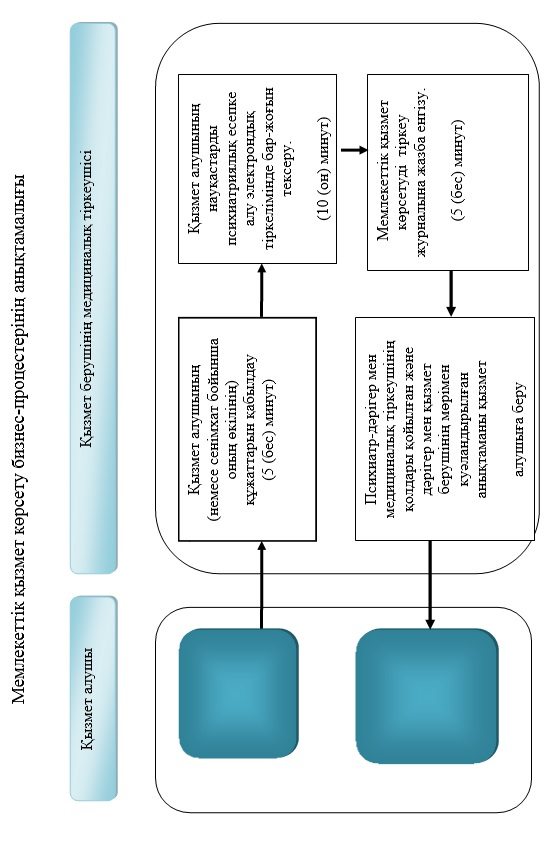 Мемлекеттік қызмет көрсету бизнес-процестерінің анықтамалығы
Қызмет алушы
Қызмет берушінің медициналық тіркеушісі
Қызмет алушының
(немесе сенімхат бойынша
оның өкілінің)
құжаттарын қабылдау
(5 (бес) минут)
Қызмет алушының
науқастарды
психиатриялық есепке
алу электрондық
тіркелімінде бар-жоғын
тексеру.
(10 (он) минут)
Мемлекеттік қызмет
көрсетуді тіркеу
журналына жазба енгізу.
(5 (бес) минут)
Психиатр-дәрігер мен
медициналық тіркеушінің
қолдары қойылған және
дәрігер мен қызмет
берушінің мөрімен
куәландырылған
анықтаманы қызмет
алушыға беру